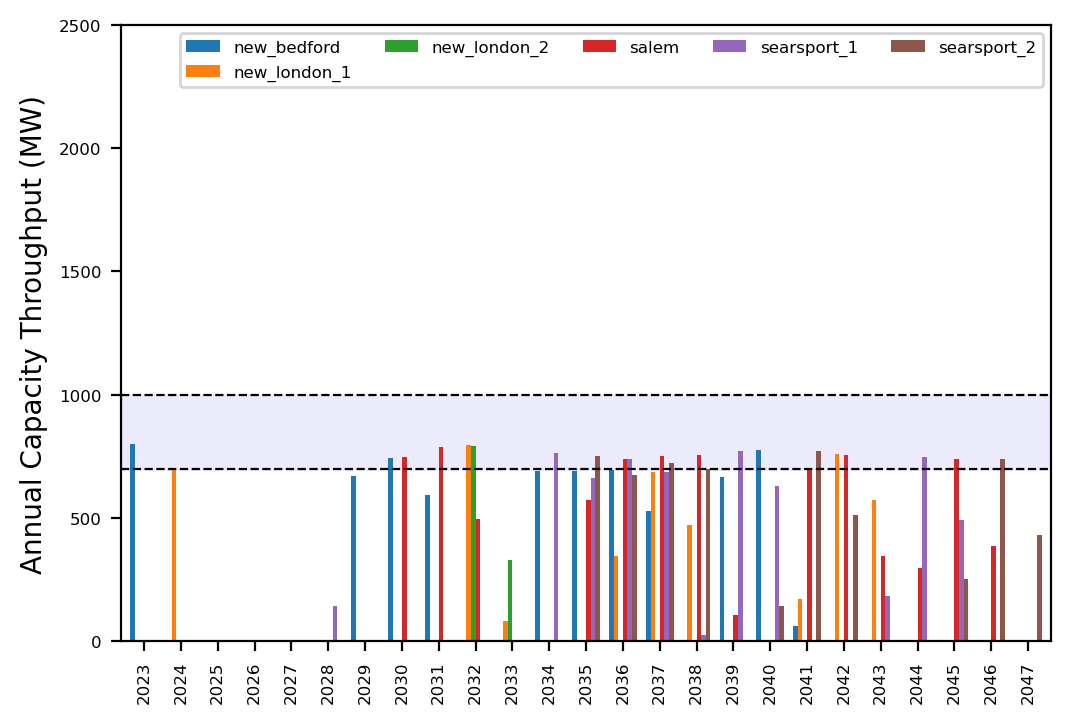 new_bedford new_london_2 salem searsport_1 searsport_2
new_london_1
Annual Capacity Throughput (MW)
2500
2000
1500
1000
500
0
2023 2024 2025 2026 2027 2028 2029 2030 2031 2032 2033 2034 2035 2036 2037 2038 2039 2040 2041 2042 2043 2044 2045 2046 2047